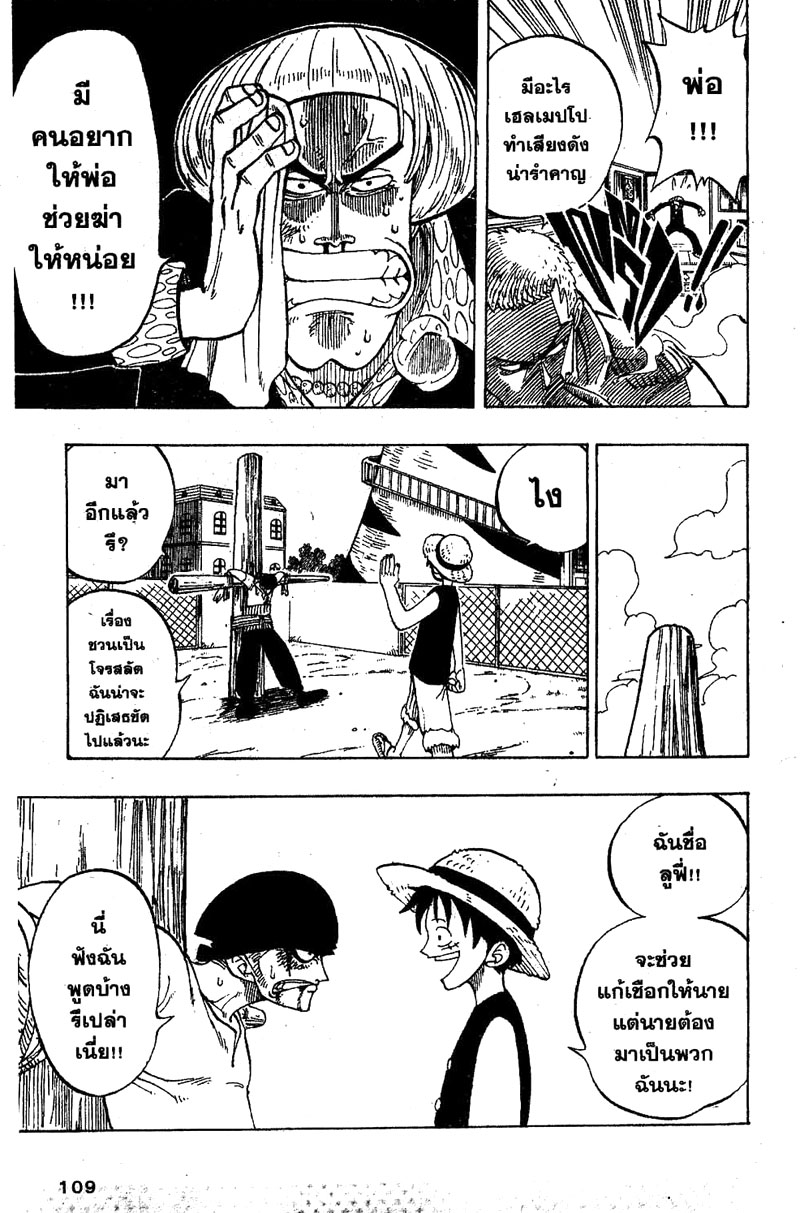 พ่อ
!!!
มีอะไร
เฮลเมปโป
ทำเสียงดัง
น่ารำคาญ
มี
คนอยาก
ให้พ่อ
ช่วยฆ่า
ให้หน่อย
!!!
ไง
มา
อีกแล้ว
รึ?
เรื่อง
ชวนเป็น
โจรสลัด
ฉันน่าจะ
ปฏิเสธชัด
ไปแล้วนะ
ฉันชื่อ
ลูฟี่!!
จะช่วย
แก้เชือกให้นาย
แต่นายต้อง
มาเป็นพวก
ฉันนะ!
นี่
ฟังฉัน
พูดบ้าง
รึเปล่า
เนี่ย!!
109